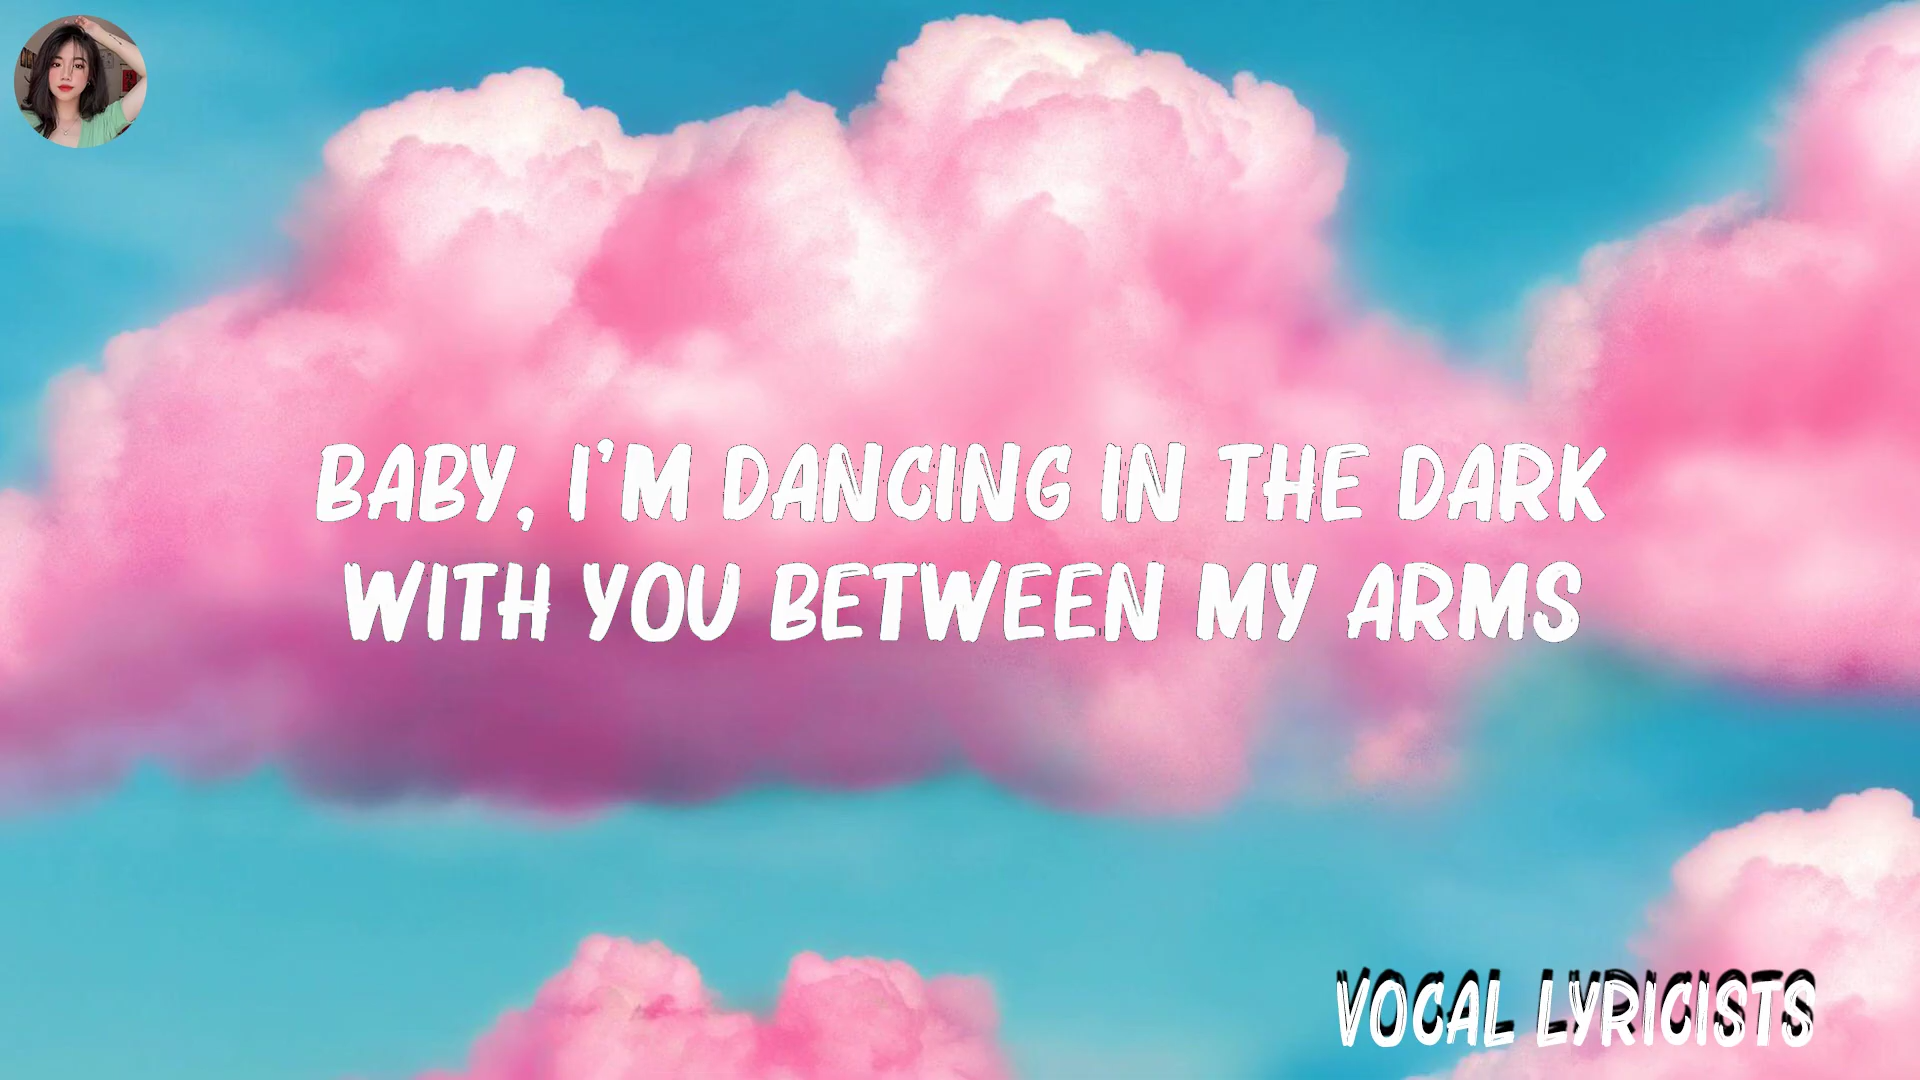 BABY, I'M DANCING IN THE DARK
WITH YOU BETWEEN MY ARMS
VOCAL LYRICISTS